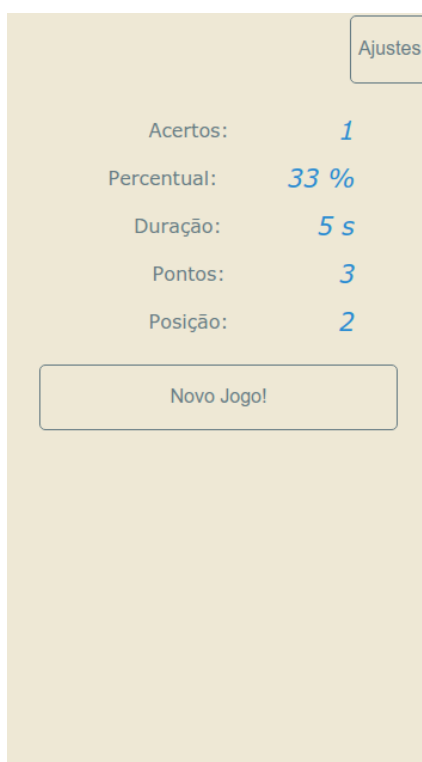 Ajustes
Acertos: 1
Percentual: 33 %
Duração: 5 s
Pontos: 3
Posição: 2
Novo Jogo!